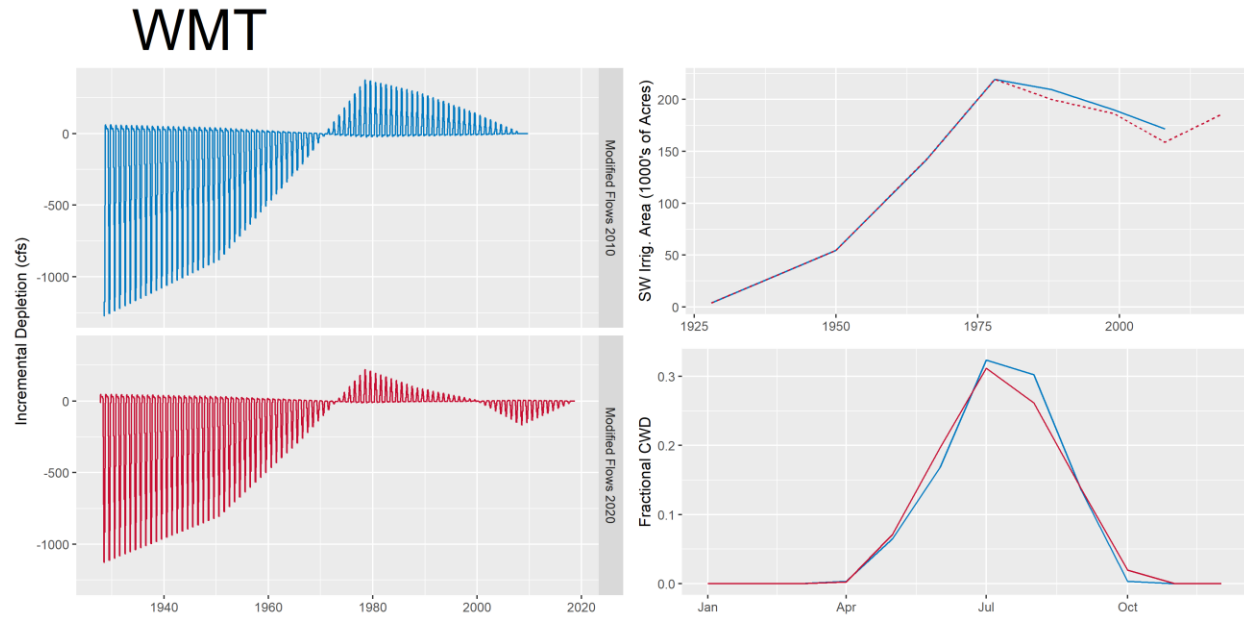 WMT
Incremental Depletion (cfs)
0
-500
-1000
Modified Flows 2010
0
-500
-1000
Modified Flows 2020
1940 1960 1980 2000 2020
SW Irrig. Area (1000's of Acres)
200
150
100
50
0
1925 1950 1975 2000
Fractional CWD
0.3
0.2
0.1
0.0
Jan Apr Jul Oct